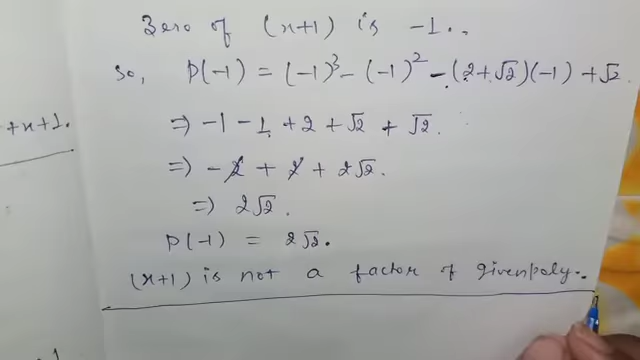 Zero of (x+1) is -1..
so, P(-1) = (-1)³ - (-1)² - (2+√2)(-1) + √2.
+x+1.
⇒ -1 - 1 + 2 + √2 + √2.
⇒ -2 + 2 + 2√2.
⇒ 2√2.
P(-1) = 2√2.
(x+1) is not a factor of given poly..